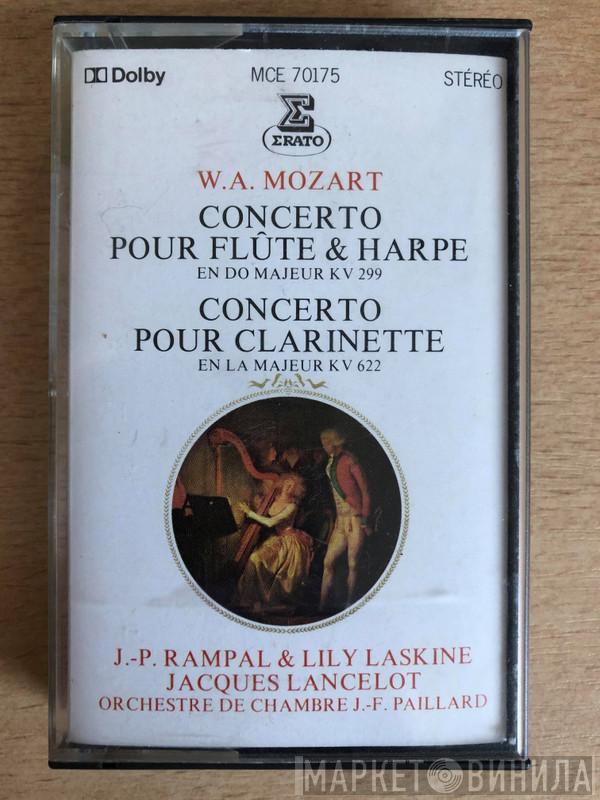 Dolby MCE 70175 STÉRÉO
ERATO
W.A. MOZART
CONCERTO
POUR FLÛTE & HARPE
EN DO MAJEUR KV 299
CONCERTO
POUR CLARINETTE
EN LA MAJEUR KV 622
J.-P. RAMPAL & LILY LASKINE
JACQUES LANCELOT
ORCHESTRE DE CHAMBRE J.-F. PAILLARD
МАРКЕТ ВИНИЛА